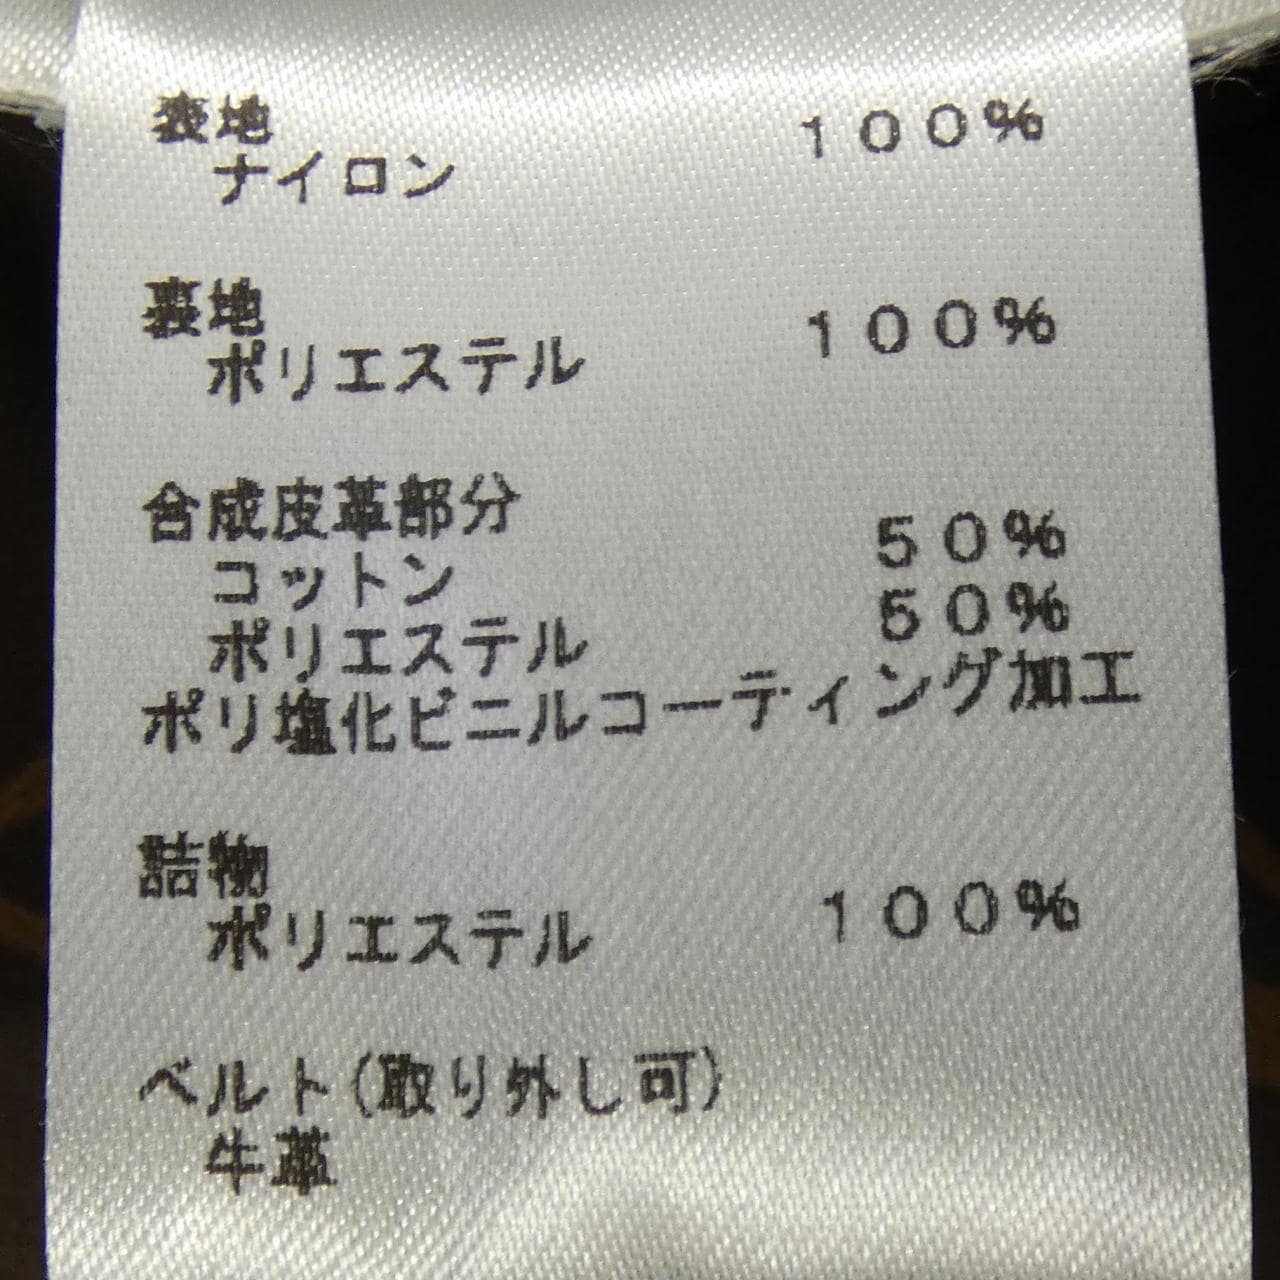 表地
ナイロン １００％
裏地
ポリエステル １００％
合成皮革部分
コットン ５０％
ポリエステル ５０％
ポリ塩化ビニルコーティング加工
詰物
ポリエステル １００％
ベルト(取り外し可)
牛革